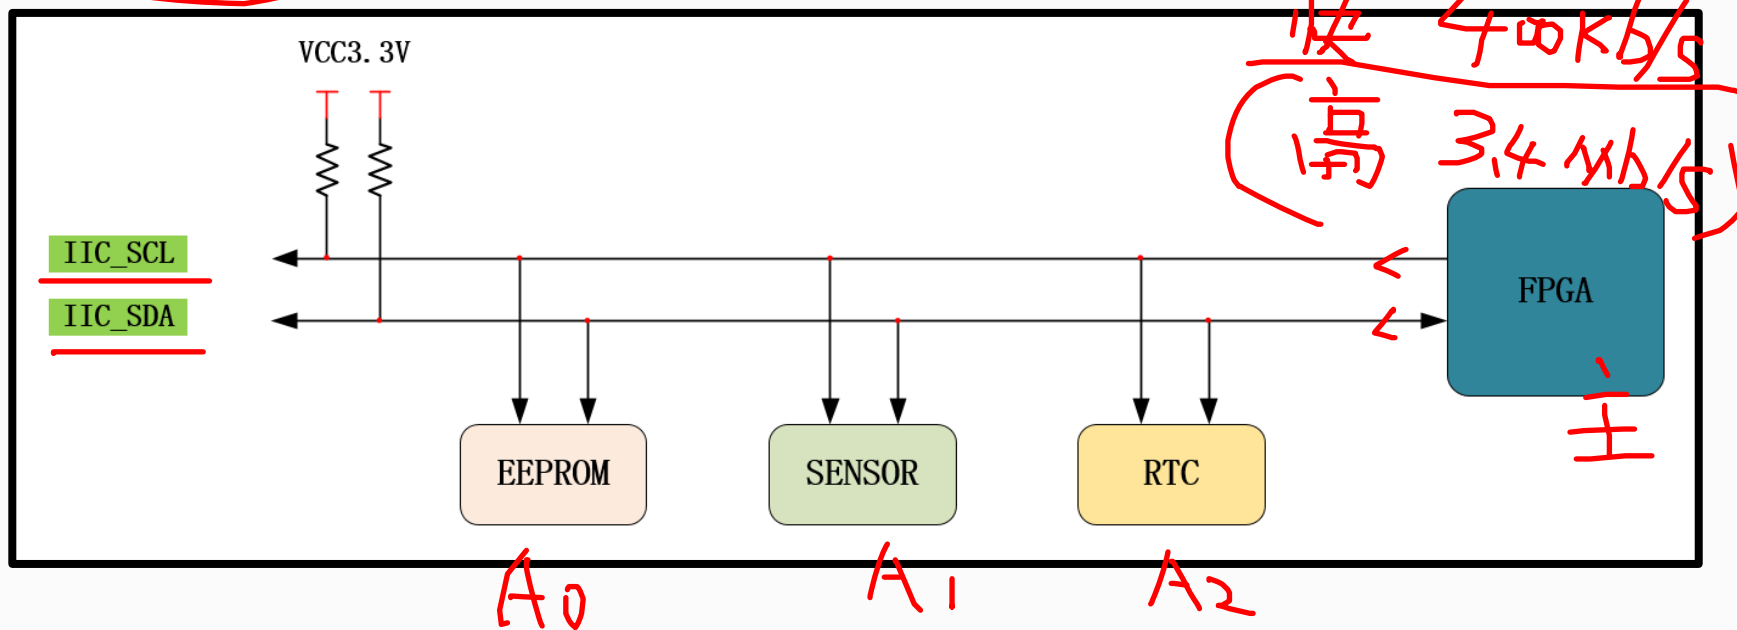 快 400Kb/s
VCC3.3V
高 3.4Mb/s
IIC_SCL
IIC_SDA
FPGA
主
EEPROM SENSOR RTC
A0 A1 A2